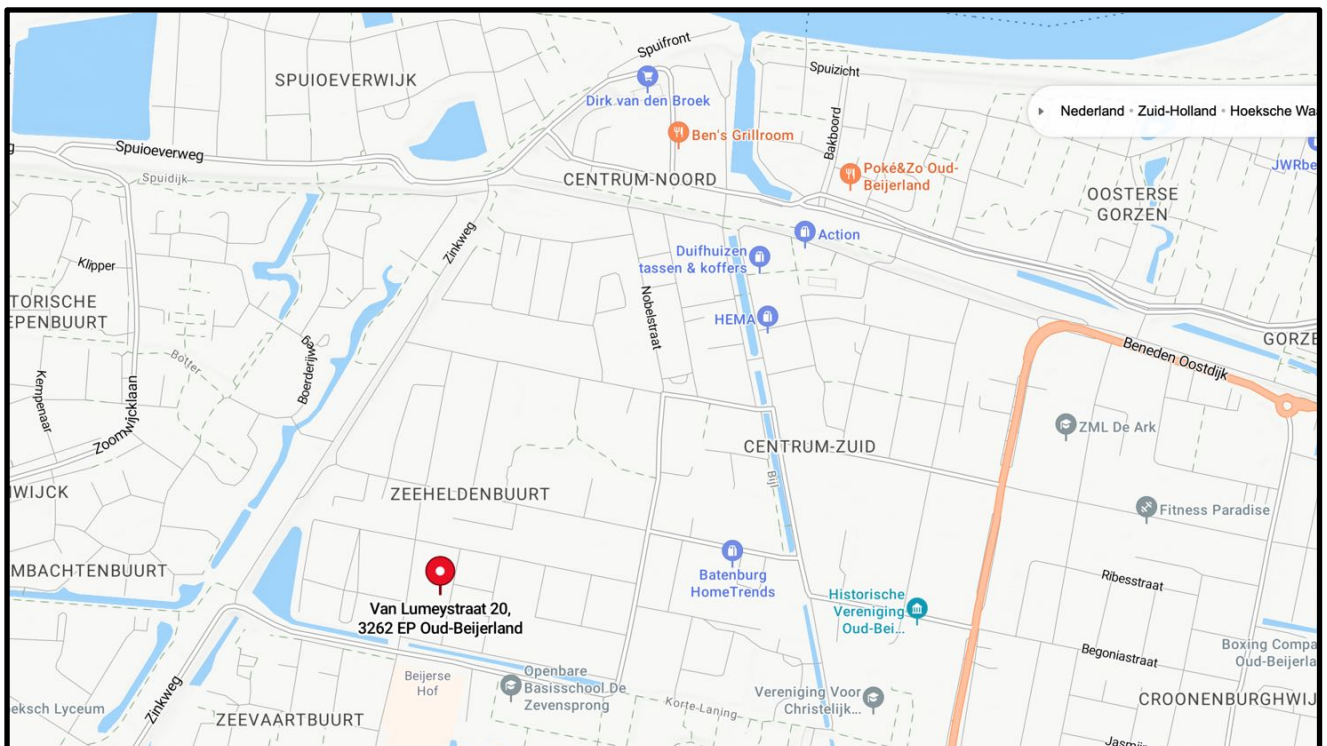 Spuifront
SPUIOEVERWIJK
Spuizicht
Dirk van den Broek
Nederland • Zuid-Holland • Hoeksche Wa
Bakboord
Ben's Grillroom
Spuioeverweg
g
JWRbe
Spuidijk
CENTRUM-NOORD
Poké&Zo Oud-
Beijerland
OOSTERSE
GORZEN
Zinkweg
Action
Duifhuizen
tassen & koffers
Klipper
TORISCHE
EPENBUURT
Nobelstraat
HEMA
GORZE
Beneden Oostdijk
Botter
Boerderijweg
Kempenaar
Zoomwijcklaan
ZML De Ark
CENTRUM-ZUID
Bijl
WIJCK
ZEEHELDENBUURT
Fitness Paradise
MBACHTENBUURT
Batenburg
HomeTrends
Ribesstraat
Van Lumeystraat 20,
3262 EP Oud-Beijerland
Historische
Vereniging
Oud-Bei...
Begoniastraat
Boxing Compa
Oud-Beijerla
Beijerse
Hof
Openbare
Basisschool De
Zevensprong
Vereniging Voor
Christelijk...
Korte-Laning
CROONENBURGHWIJ
Zinkweg
eksch Lyceum
ZEEVAARTBUURT
Jasmij